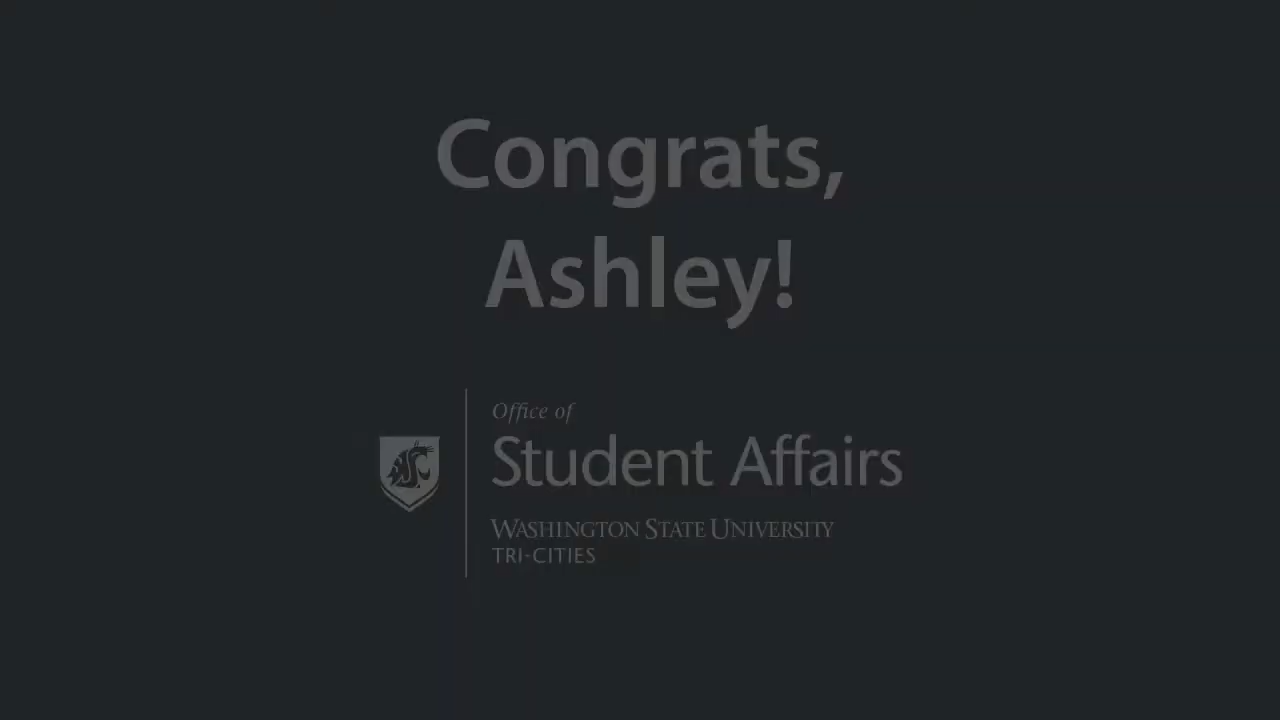 Congrats,
Ashley!
Office of
Student Affairs
WASHINGTON STATE UNIVERSITY
TRI-CITIES